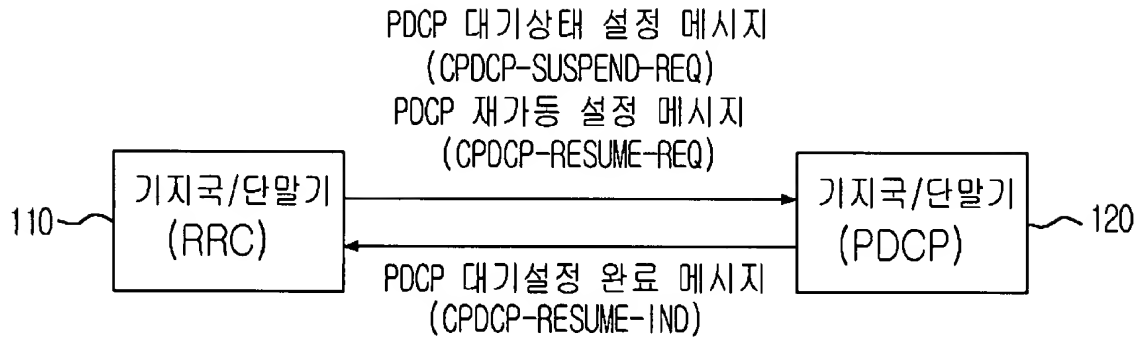 PDCP 대기상태 설정 메시지
(CPDCP-SUSPEND-REQ)
PDCP 재가동 설정 메시지
(CPDCP-RESUME-REQ)
110
기지국/단말기
(RRC)
기지국/단말기
(PDCP)
120
PDCP 대기설정 완료 메시지
(CPDCP-RESUME-IND)